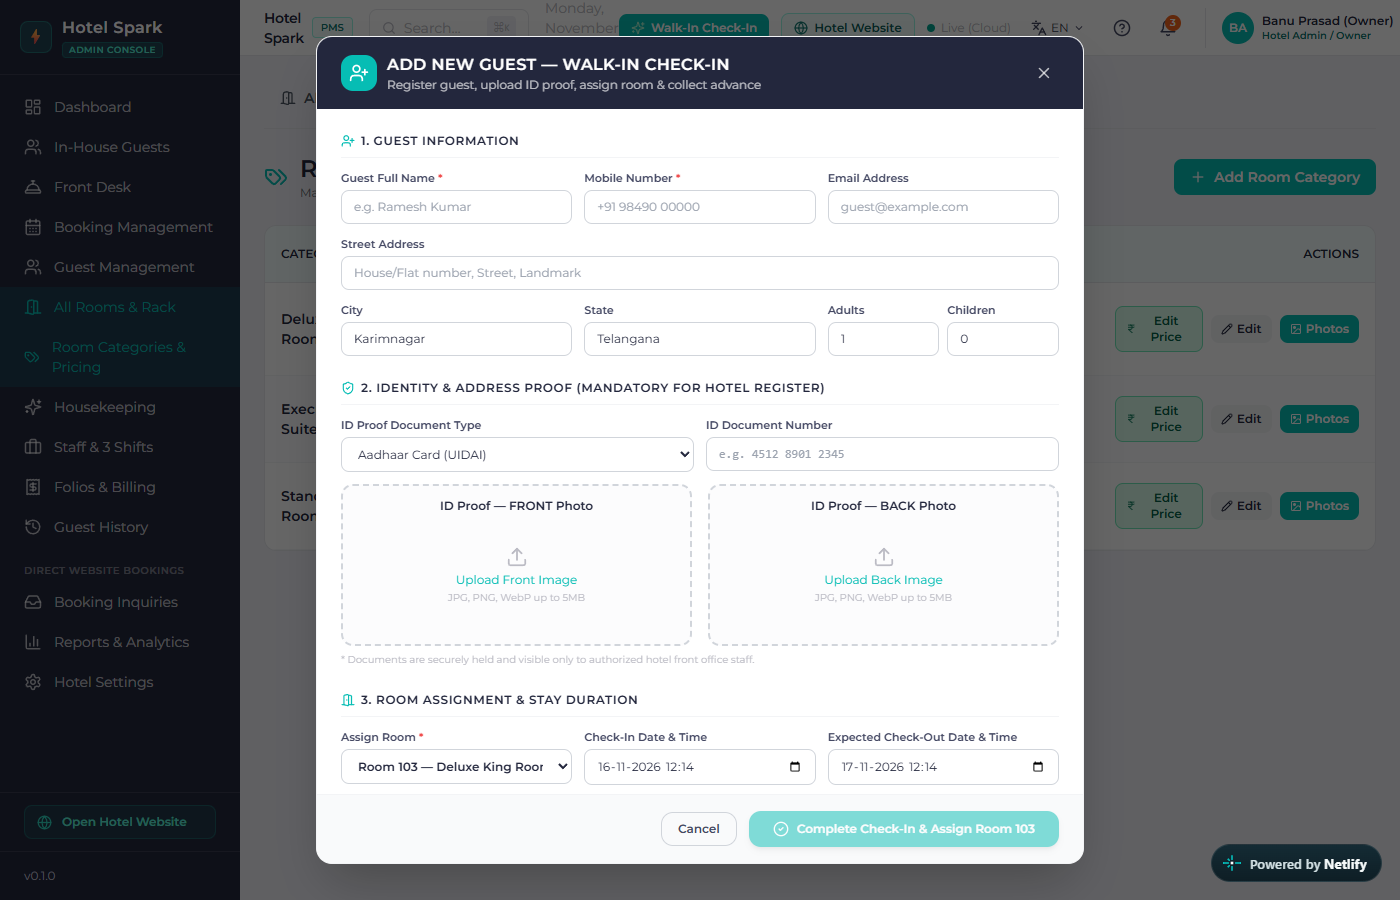 Hotel Spark
ADMIN CONSOLE
Dashboard
In-House Guests
Front Desk
Booking Management
Guest Management
All Rooms & Rack
Room Categories &
Pricing
Housekeeping
Staff & 3 Shifts
Folios & Billing
Guest History
DIRECT WEBSITE BOOKINGS
Booking Inquiries
Reports & Analytics
Hotel Settings
Open Hotel Website
v0.1.0
Hotel
Spark
PMS
Search...
⌘K
Monday,
November
Walk-In Check-In
Hotel Website
Live (Cloud)
EN
3
BA
Banu Prasad (Owner)
Hotel Admin / Owner
Add Room Category
ACTIONS
₹ Edit
Price
Edit
Photos
₹ Edit
Price
Edit
Photos
₹ Edit
Price
Edit
Photos
ADD NEW GUEST — WALK-IN CHECK-IN
Register guest, upload ID proof, assign room & collect advance
1. GUEST INFORMATION
Guest Full Name *
Mobile Number *
Email Address
e.g. Ramesh Kumar
+91 98490 00000
guest@example.com
Street Address
House/Flat number, Street, Landmark
City
State
Adults
Children
Karimnagar
Telangana
1
0
2. IDENTITY & ADDRESS PROOF (MANDATORY FOR HOTEL REGISTER)
ID Proof Document Type
ID Document Number
Aadhaar Card (UIDAI)
e.g. 4512 8901 2345
ID Proof — FRONT Photo
Upload Front Image
JPG, PNG, WebP up to 5MB
ID Proof — BACK Photo
Upload Back Image
JPG, PNG, WebP up to 5MB
* Documents are securely held and visible only to authorized hotel front office staff.
3. ROOM ASSIGNMENT & STAY DURATION
Assign Room *
Check-In Date & Time
Expected Check-Out Date & Time
Room 103 — Deluxe King Roor
16-11-2026 12:14
17-11-2026 12:14
Cancel
Complete Check-In & Assign Room 103
Powered by Netlify